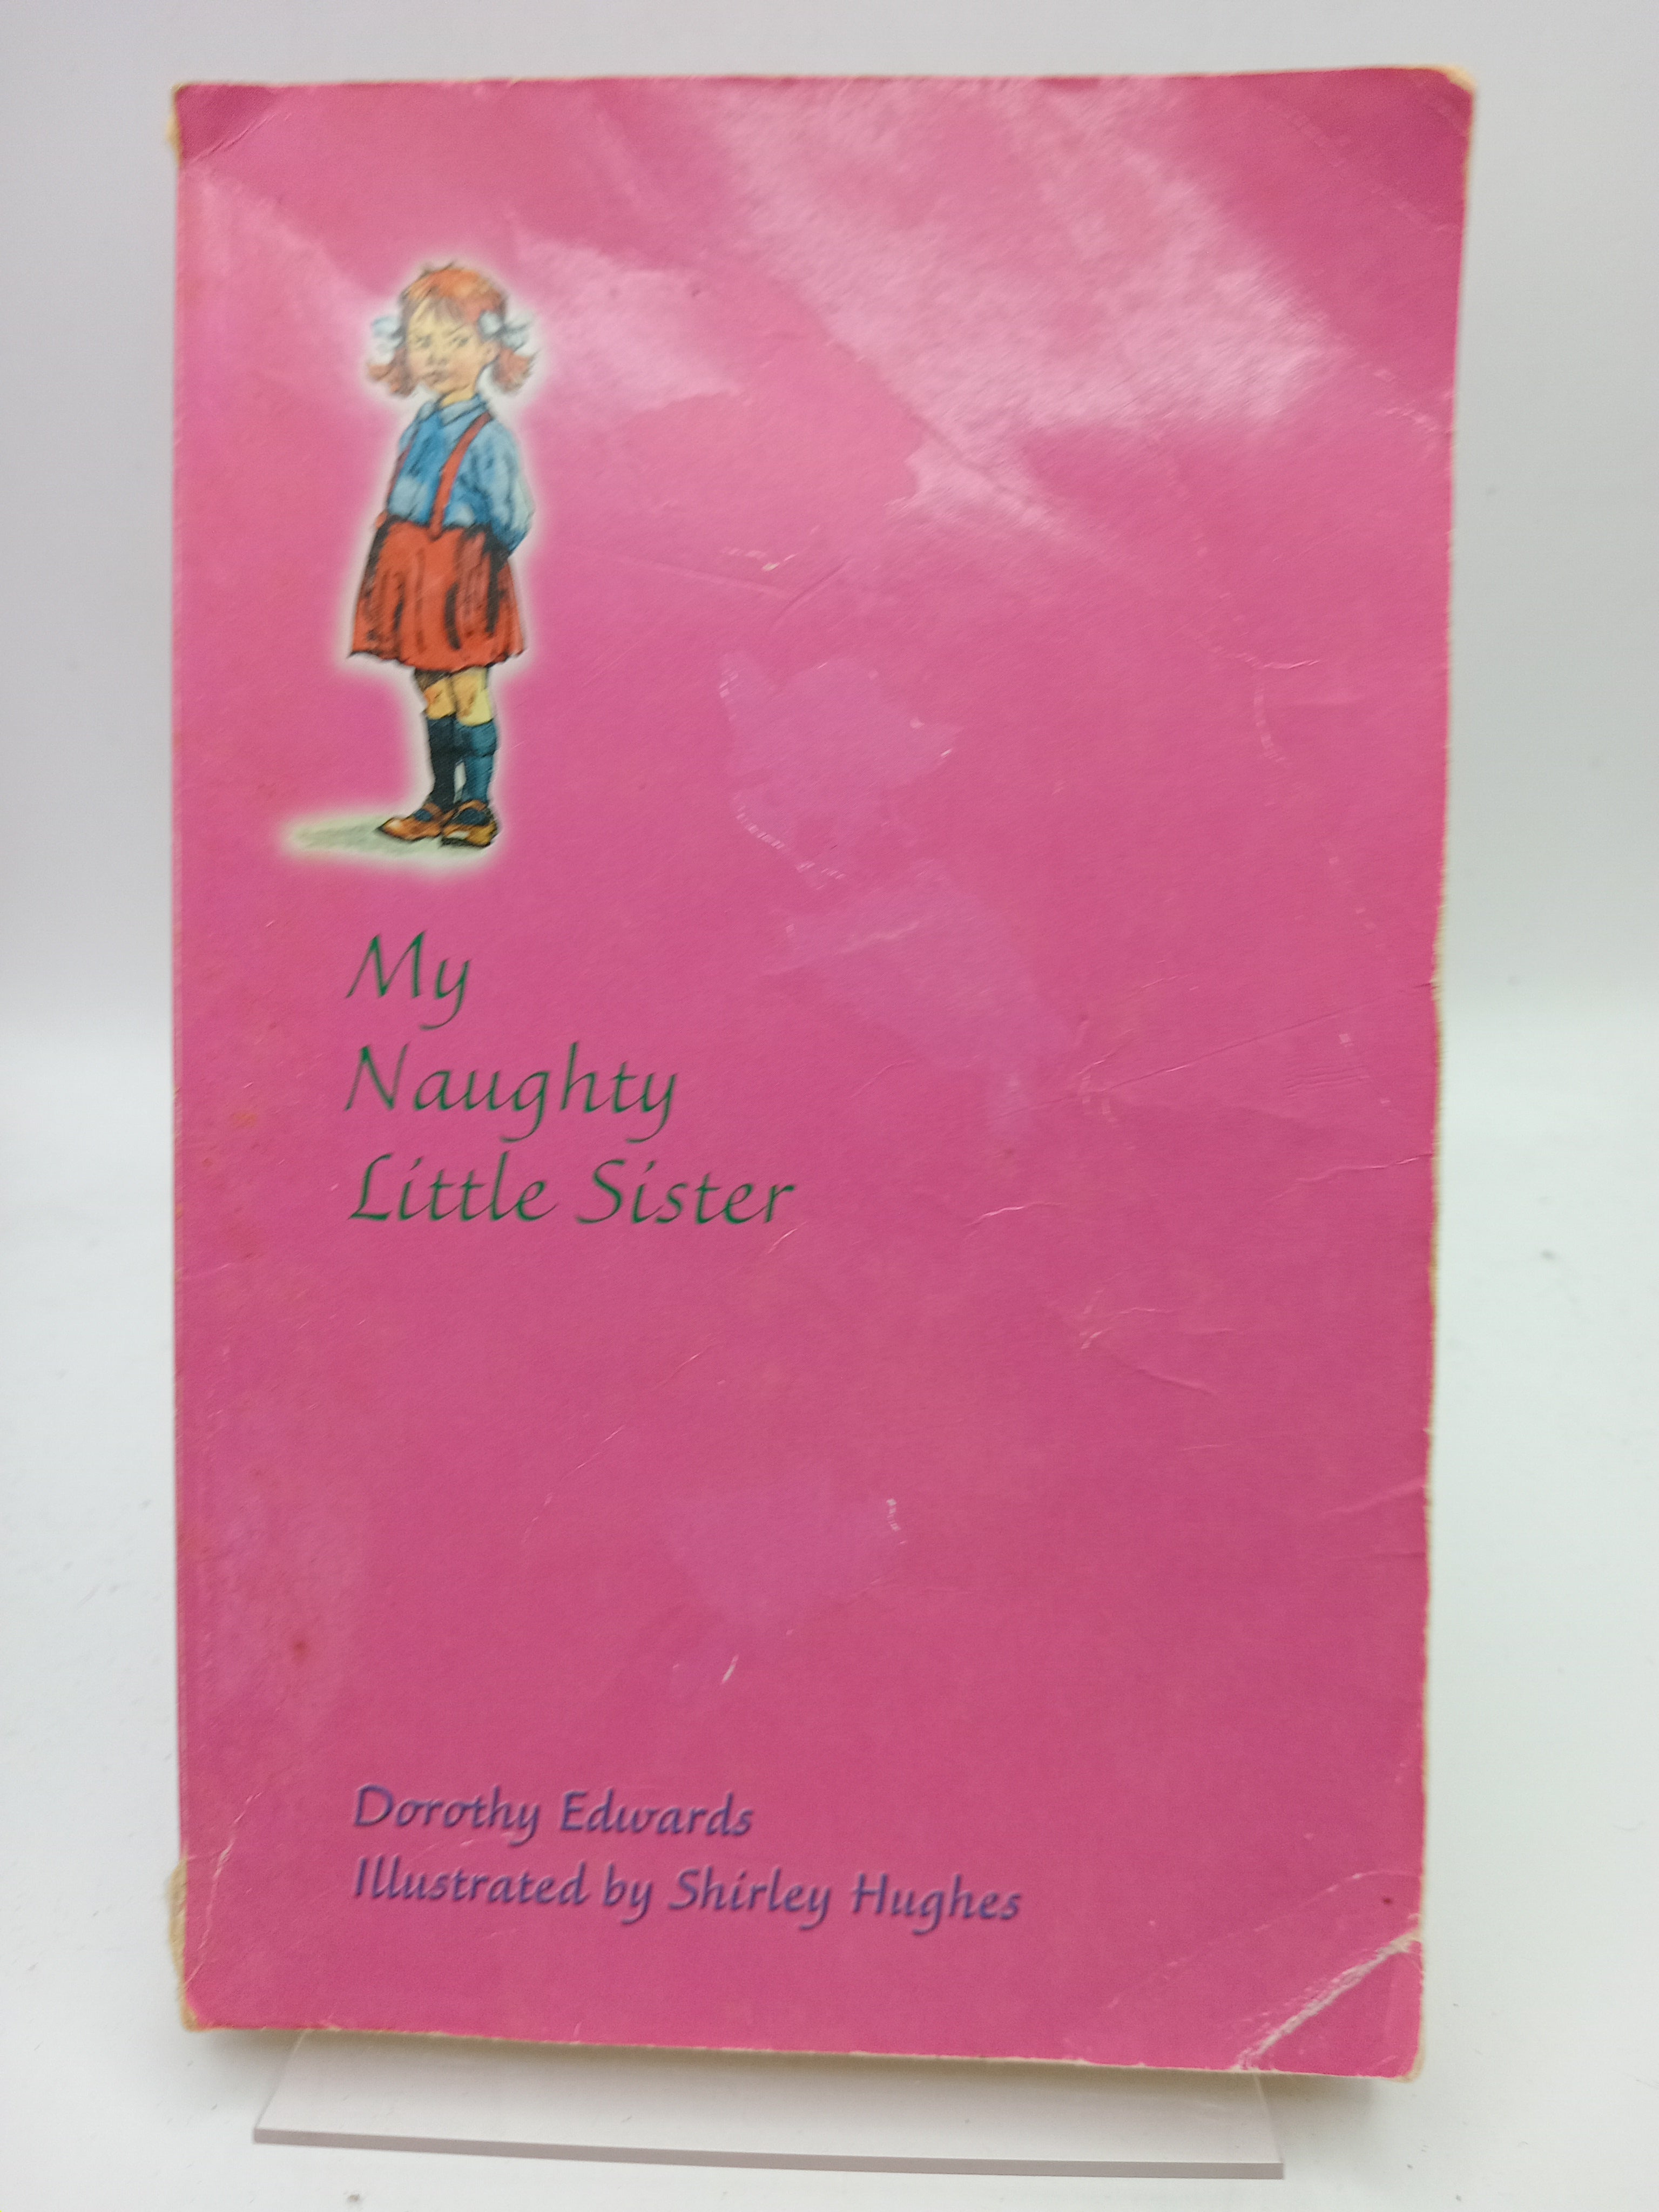 My
Naughty
Little Sister
Dorothy Edwards
Illustrated by Shirley Hughes